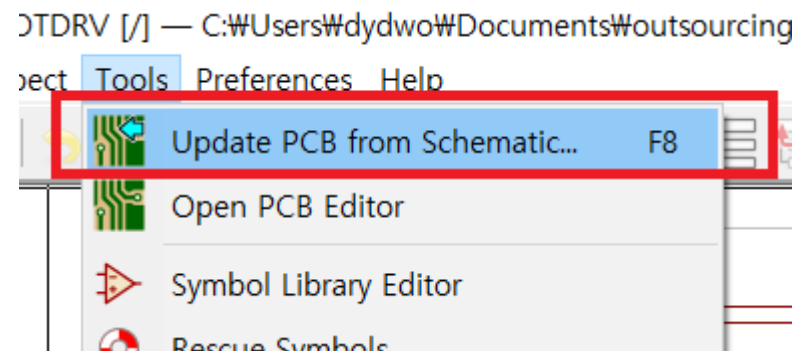 OTDRV [/] — C:₩Users₩dydwo₩Documents₩outsourcing
pect Tools Preferences Help
Update PCB from Schematic... F8
Open PCB Editor
Symbol Library Editor
Rescue Symbols